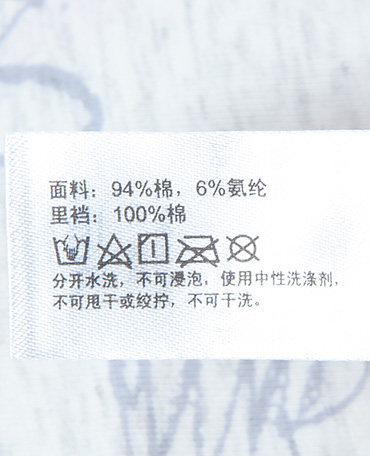 面料：94%棉，6%氨纶
里裆：100%棉
分开水洗，不可浸泡，使用中性洗涤剂，
不可甩干或绞拧，不可干洗。